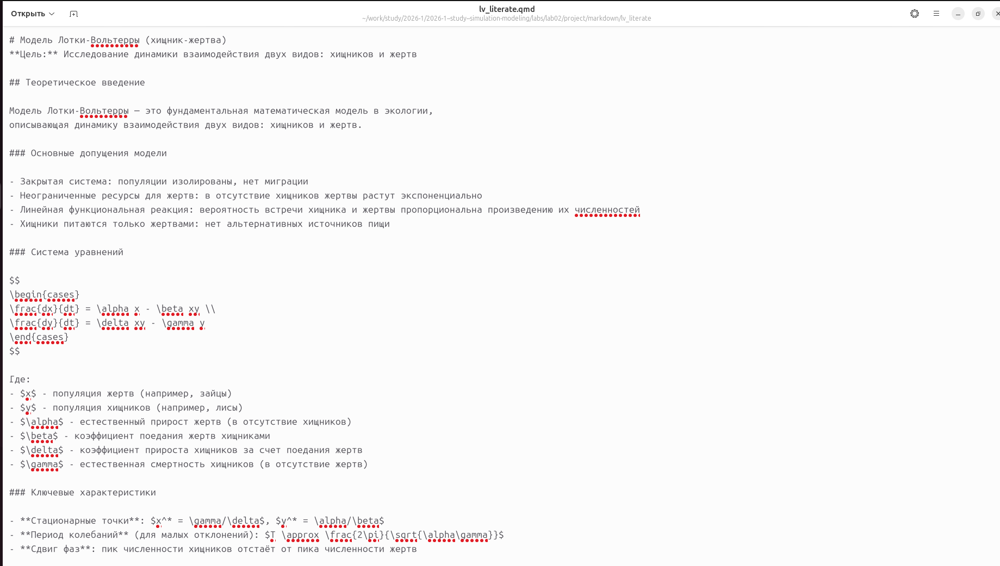 Открыть
lv_literate.qmd
~/work/study/2026-1/2026-1--study--simulation-modeling/labs/lab02/project/markdown/lv_literate
# Модель Лотки-Вольтерры (хищник-жертва)
**Цель:** Исследование динамики взаимодействия двух видов: хищников и жертв
## Теоретическое введение
Модель Лотки-Вольтерры — это фундаментальная математическая модель в экологии,
описывающая динамику взаимодействия двух видов: хищников и жертв.
### Основные допущения модели
- Закрытая система: популяции изолированы, нет миграции
- Неограниченные ресурсы для жертв: в отсутствие хищников жертвы растут экспоненциально
- Линейная функциональная реакция: вероятность встречи хищника и жертвы пропорциональна произведению их численностей
- Хищники питаются только жертвами: нет альтернативных источников пищи
### Система уравнений
$$
\begin{cases}
\frac{dx}{dt} = \alpha x - \beta xy \\
\frac{dy}{dt} = \delta xy - \gamma y
\end{cases}
$$
Где:
- $x$ - популяция жертв (например, зайцы)
- $y$ - популяция хищников (например, лисы)
- $\alpha$ - естественный прирост жертв (в отсутствие хищников)
- $\beta$ - коэффициент поедания жертв хищниками
- $\delta$ - коэффициент прироста хищников за счет поедания жертв
- $\gamma$ - естественная смертность хищников (в отсутствие жертв)
### Ключевые характеристики
- **Стационарные точки**: $x^* = \gamma/\delta$, $y^* = \alpha/\beta$
- **Период колебаний** (для малых отклонений): $T \approx \frac{2\pi}{\sqrt{\alpha\gamma}}$
- **Сдвиг фаз**: пик численности хищников отстаёт от пика численности жертв